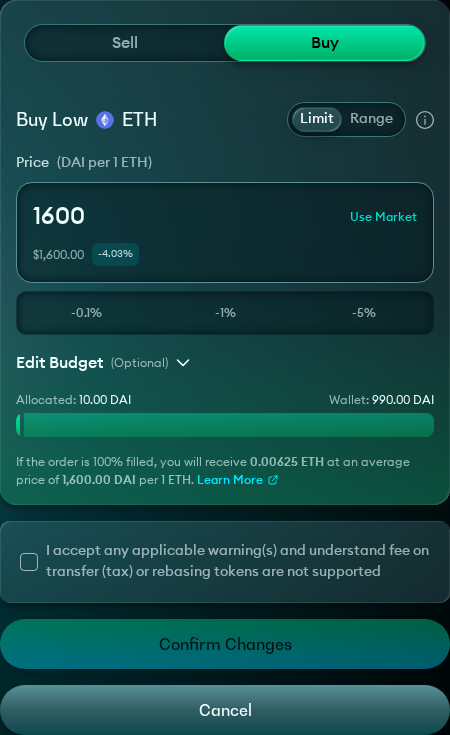 Sell Buy
Buy Low ETH Limit Range
Price (DAI per 1 ETH)
1600 Use Market
$1,600.00 -4.03%
-0.1% -1% -5%
Edit Budget (Optional)
Allocated: 10.00 DAI Wallet: 990.00 DAI
If the order is 100% filled, you will receive 0.00625 ETH at an average
price of 1,600.00 DAI per 1 ETH. Learn More
I accept any applicable warning(s) and understand fee on
transfer (tax) or rebasing tokens are not supported
Confirm Changes
Cancel